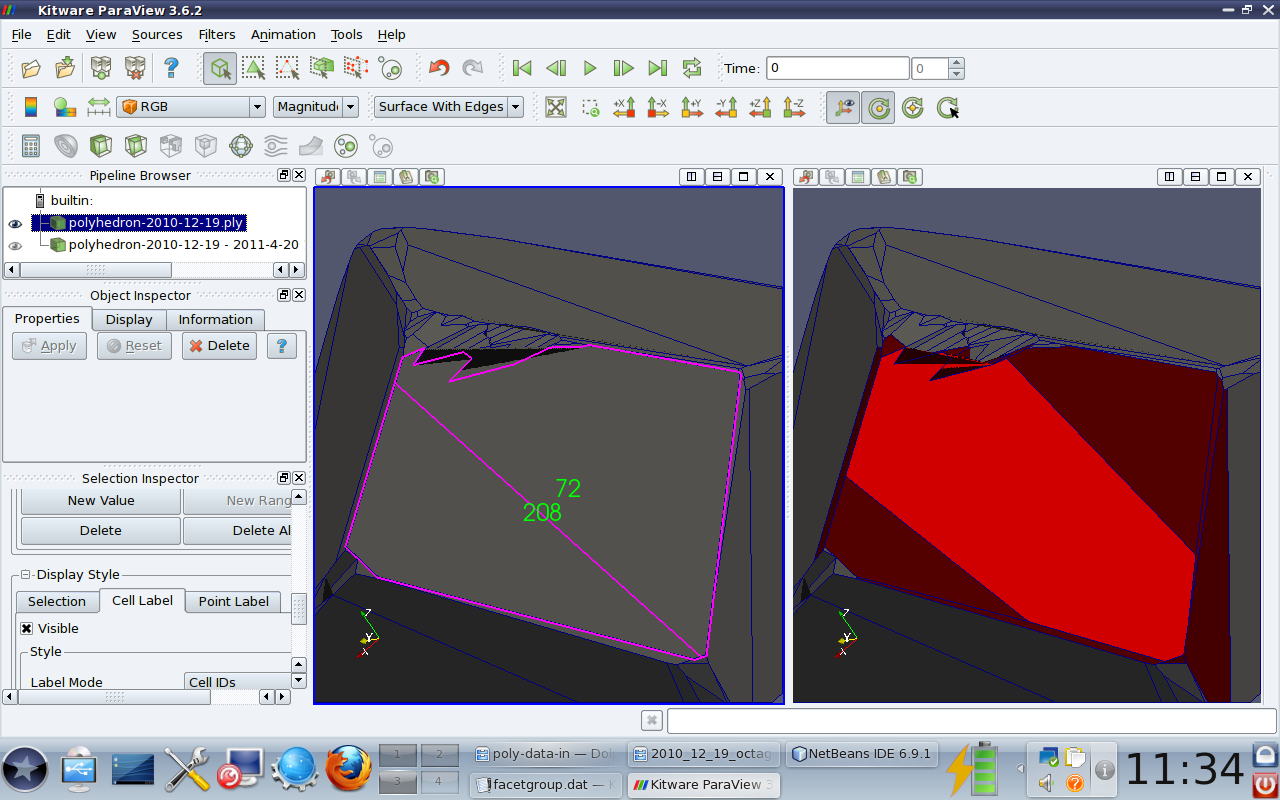 Kitware ParaView 3.6.2
File Edit View Sources Filters Animation Tools Help
Time: 0 0
RGB Magnitud Surface With Edges
+X -X +Y -Y +Z -Z
Pipeline Browser
builtin:
polyhedron-2010-12-19.ply
polyhedron-2010-12-19 - 2011-4-20
Object Inspector
Properties Display Information
Apply Reset Delete ?
Selection Inspector
New Value New Rang
Delete Delete Al
Display Style
Selection Cell Label Point Label
Visible
Style
Label Mode Cell IDs
72
208
Z
Y
X
Z
Y
X
1 2
3 4
poly-data-in — Dol
2010_12_19_octag
NetBeans IDE 6.9.1
facetgroup.dat — K
Kitware ParaView 3
11:34